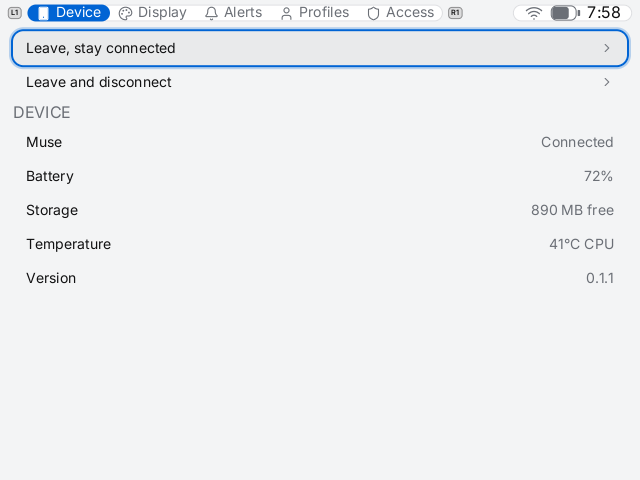 L1 Device Display Alerts Profiles Access R1 7:58
Leave, stay connected
Leave and disconnect
DEVICE
Muse Connected
Battery 72%
Storage 890 MB free
Temperature 41°C CPU
Version 0.1.1